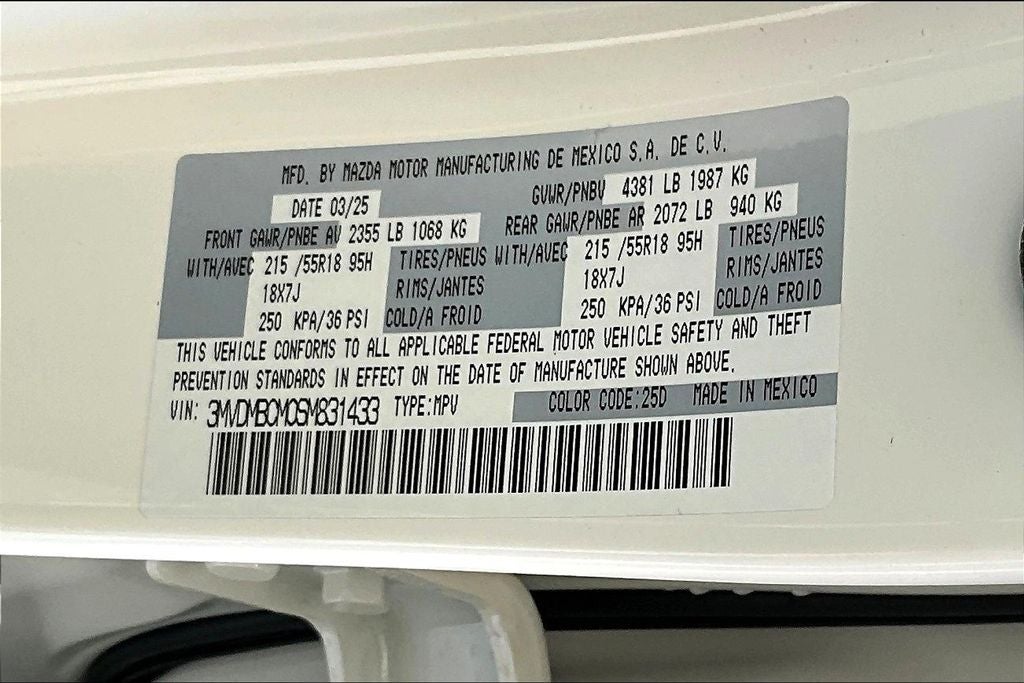 MFD. BY MAZDA MOTOR MANUFACTURING DE MEXICO S.A. DE C.V.
DATE 03/25 GVWR/PNBV 4381 LB 1987 KG
FRONT GAWR/PNBE AV 2355 LB 1068 KG REAR GAWR/PNBE AR 2072 LB 940 KG
WITH/AVEC 215 /55R18 95H TIRES/PNEUS WITH/AVEC 215 /55R18 95H TIRES/PNEUS
18X7J RIMS/JANTES 18X7J RIMS/JANTES
250 KPA/36 PSI COLD/A FROID 250 KPA/36 PSI COLD/A FROID
THIS VEHICLE CONFORMS TO ALL APPLICABLE FEDERAL MOTOR VEHICLE SAFETY AND THEFT
PREVENTION STANDARDS IN EFFECT ON THE DATE OF MANUFACTURE SHOWN ABOVE.
VIN: 3MVDMBCM0SM831433 TYPE:MPV COLOR CODE:25D MADE IN MEXICO